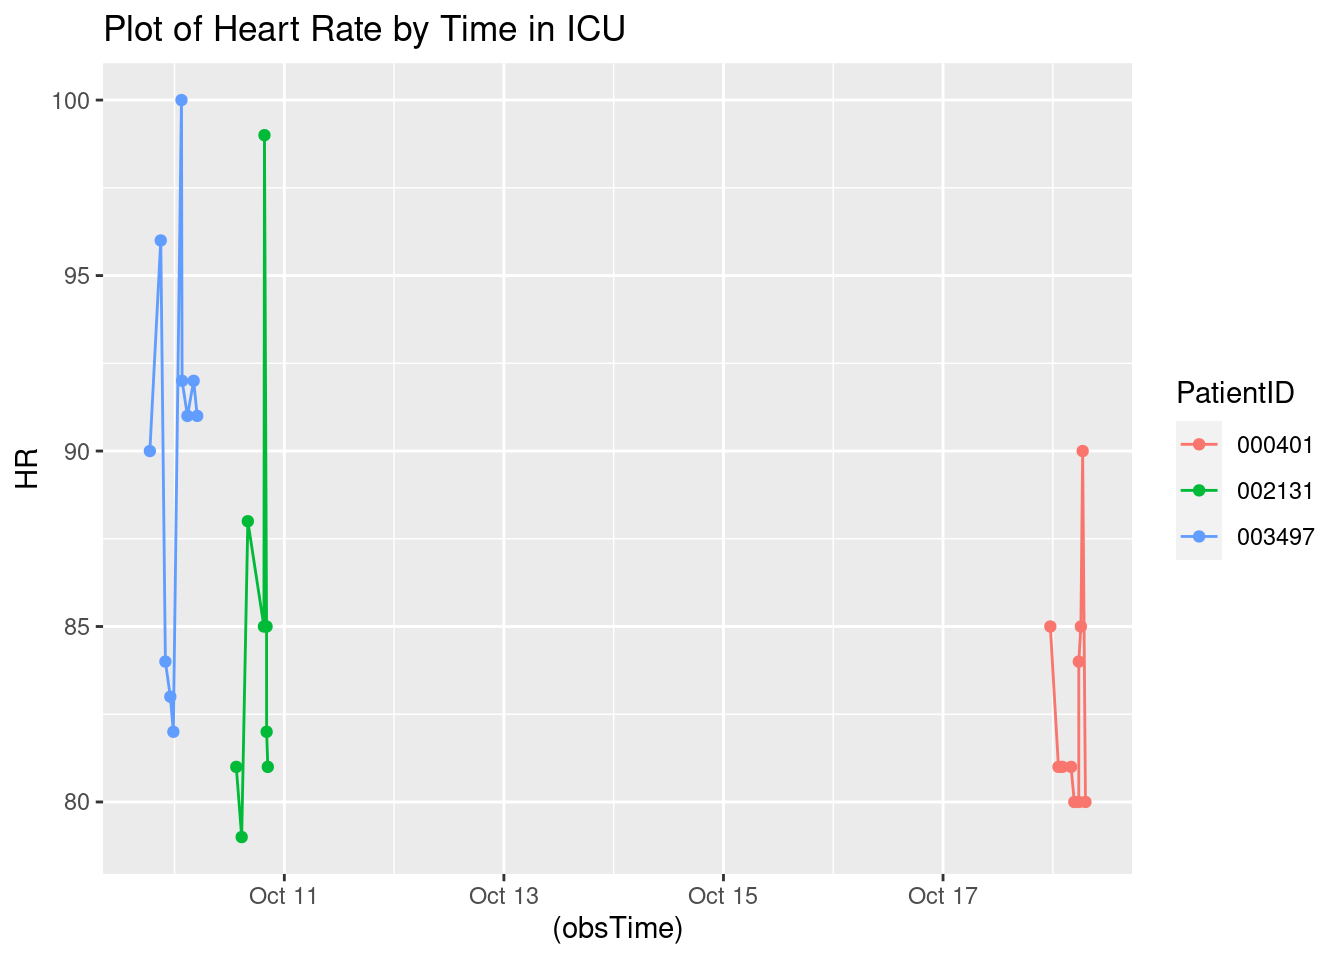 Plot of Heart Rate by Time in ICU
100
95
90
85
80
HR
Oct 11
Oct 13
Oct 15
Oct 17
(obsTime)
PatientID
000401
002131
003497